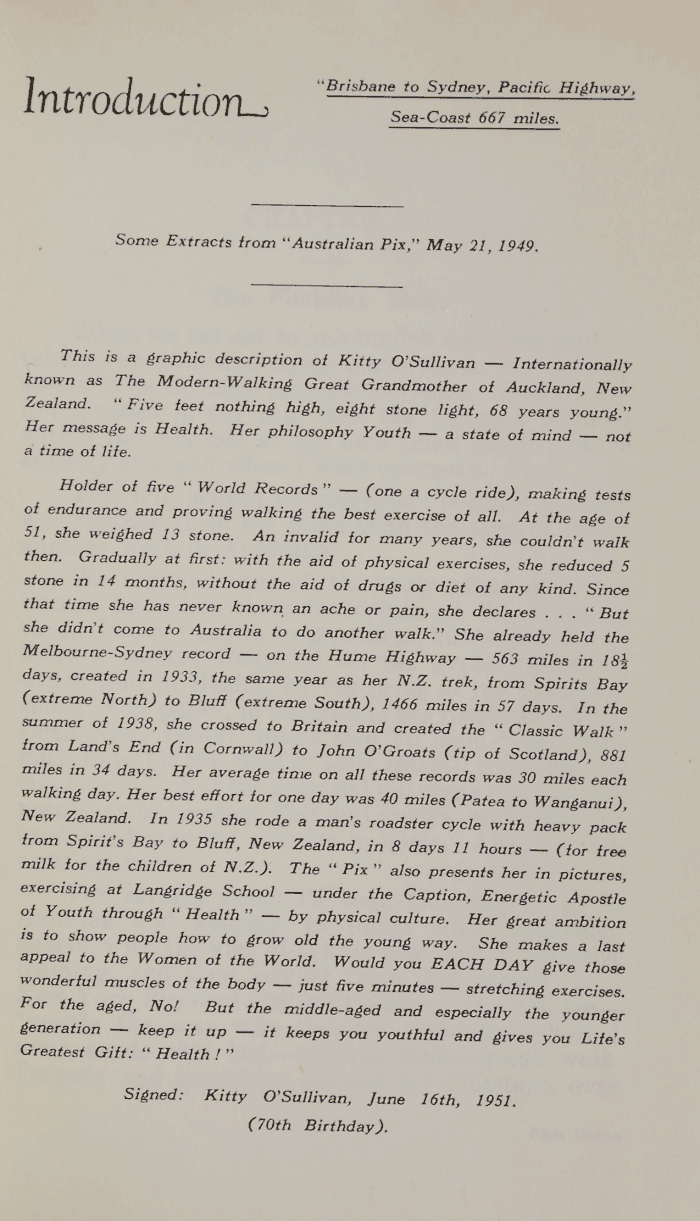 Introduction
"Brisbane to Sydney, Pacific Highway,
Sea-Coast 667 miles.
Some Extracts from "Australian Pix," May 21, 1949.
This is a graphic description of Kitty O'Sullivan — Internationally
known as The Modern-Walking Great Grandmother of Auckland, New
Zealand. "Five feet nothing high, eight stone light, 68 years young."
Her message is Health. Her philosophy Youth — a state of mind — not
a time of life.
Holder of five "World Records" — (one a cycle ride), making tests
of endurance and proving walking the best exercise of all. At the age of
51, she weighed 13 stone. An invalid for many years, she couldn't walk
then. Gradually at first: with the aid of physical exercises, she reduced 5
stone in 14 months, without the aid of drugs or diet of any kind. Since
that time she has never known an ache or pain, she declares . . . "But
she didn't come to Australia to do another walk." She already held the
Melbourne-Sydney record — on the Hume Highway — 563 miles in 18½
days, created in 1933, the same year as her N.Z. trek, from Spirits Bay
(extreme North) to Bluff (extreme South), 1466 miles in 57 days. In the
summer of 1938, she crossed to Britain and created the "Classic Walk"
from Land's End (in Cornwall) to John O'Groats (tip of Scotland), 881
miles in 34 days. Her average time on all these records was 30 miles each
walking day. Her best effort for one day was 40 miles (Patea to Wanganui),
New Zealand. In 1935 she rode a man's roadster cycle with heavy pack
from Spirit's Bay to Bluff, New Zealand, in 8 days 11 hours — (for free
milk for the children of N.Z.). The "Pix" also presents her in pictures,
exercising at Langridge School — under the Caption, Energetic Apostle
of Youth through "Health" — by physical culture. Her great ambition
is to show people how to grow old the young way. She makes a last
appeal to the Women of the World. Would you EACH DAY give those
wonderful muscles of the body — just five minutes — stretching exercises.
For the aged, No! But the middle-aged and especially the younger
generation — keep it up — it keeps you youthful and gives you Life's
Greatest Gift: "Health!"
Signed: Kitty O'Sullivan, June 16th, 1951.
(70th Birthday).